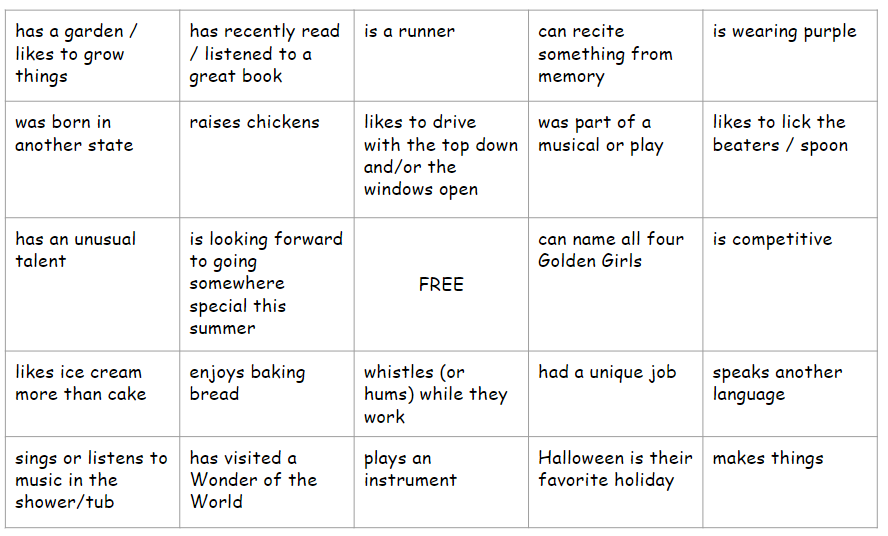 has a garden /
likes to grow
things
has recently read
/ listened to a
great book
is a runner
can recite
something from
memory
is wearing purple
was born in
another state
raises chickens
likes to drive
with the top down
and/or the
windows open
was part of a
musical or play
likes to lick the
beaters / spoon
has an unusual
talent
is looking forward
to going
somewhere
special this
summer
FREE
can name all four
Golden Girls
is competitive
likes ice cream
more than cake
enjoys baking
bread
whistles (or
hums) while they
work
had a unique job
speaks another
language
sings or listens to
music in the
shower/tub
has visited a
Wonder of the
World
plays an
instrument
Halloween is their
favorite holiday
makes things